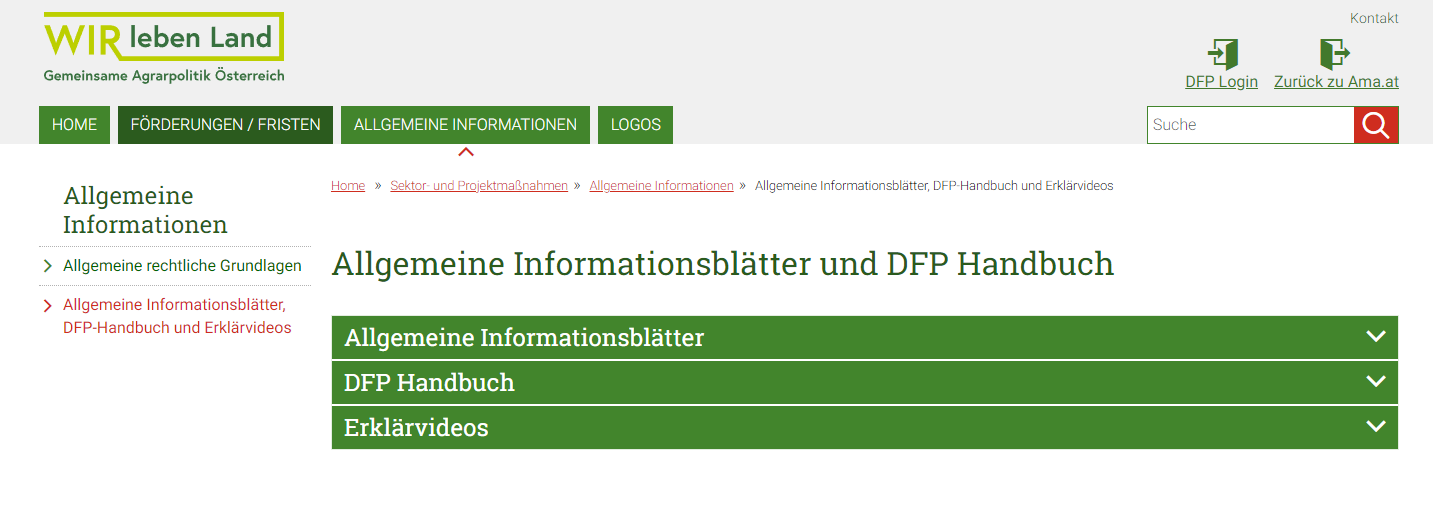 WIR leben Land
Gemeinsame Agrarpolitik Österreich
Kontakt
DFP Login Zurück zu Ama.at
HOME FÖRDERUNGEN / FRISTEN ALLGEMEINE INFORMATIONEN LOGOS Suche
Allgemeine
Informationen
Allgemeine rechtliche Grundlagen
Allgemeine Informationsblätter,
DFP-Handbuch und Erklärvideos
Home » Sektor- und Projektmaßnahmen » Allgemeine Informationen » Allgemeine Informationsblätter, DFP-Handbuch und Erklärvideos
Allgemeine Informationsblätter und DFP Handbuch
Allgemeine Informationsblätter
DFP Handbuch
Erklärvideos